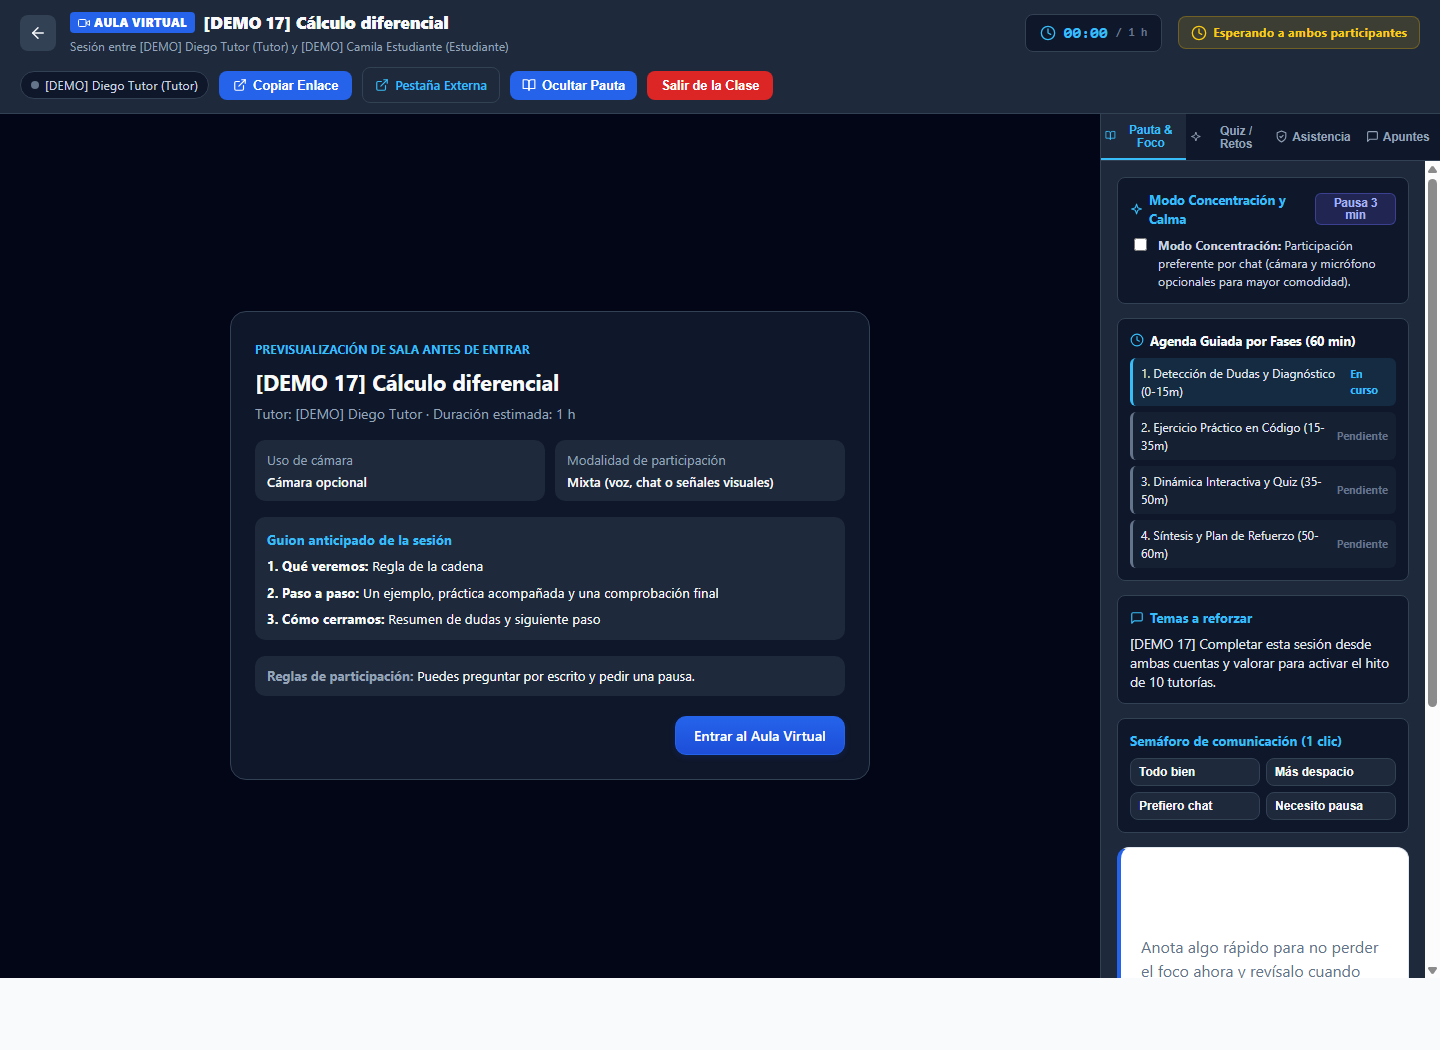 AULA VIRTUAL [DEMO 17] Cálculo diferencial
Sesión entre [DEMO] Diego Tutor (Tutor) y [DEMO] Camila Estudiante (Estudiante)
00:00 / 1 h
Esperando a ambos participantes
[DEMO] Diego Tutor (Tutor)
Copiar Enlace
Pestaña Externa
Ocultar Pauta
Salir de la Clase
PREVISUALIZACIÓN DE SALA ANTES DE ENTRAR
[DEMO 17] Cálculo diferencial
Tutor: [DEMO] Diego Tutor · Duración estimada: 1 h
Uso de cámara
Cámara opcional
Modalidad de participación
Mixta (voz, chat o señales visuales)
Guion anticipado de la sesión
1. Qué veremos: Regla de la cadena
2. Paso a paso: Un ejemplo, práctica acompañada y una comprobación final
3. Cómo cerramos: Resumen de dudas y siguiente paso
Reglas de participación: Puedes preguntar por escrito y pedir una pausa.
Entrar al Aula Virtual
Pauta &
Foco
Quiz /
Retos
Asistencia
Apuntes
Modo Concentración y
Calma
Pausa 3
min
Modo Concentración: Participación
preferente por chat (cámara y micrófono
opcionales para mayor comodidad).
Agenda Guiada por Fases (60 min)
1. Detección de Dudas y Diagnóstico
(0-15m)
En
curso
2. Ejercicio Práctico en Código (15-
35m)
Pendiente
3. Dinámica Interactiva y Quiz (35-
50m)
Pendiente
4. Síntesis y Plan de Refuerzo (50-
60m)
Pendiente
Temas a reforzar
[DEMO 17] Completar esta sesión desde
ambas cuentas y valorar para activar el hito
de 10 tutorías.
Semáforo de comunicación (1 clic)
Todo bien
Más despacio
Prefiero chat
Necesito pausa
Anota algo rápido para no perder
el foco ahora y revísalo cuando